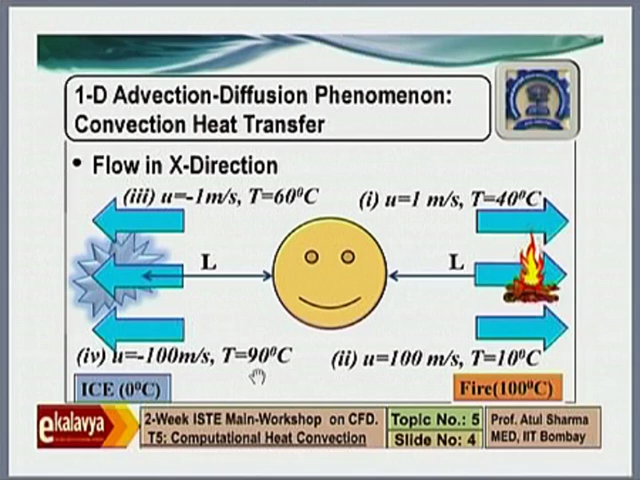 1-D Advection-Diffusion Phenomenon:
Convection Heat Transfer
• Flow in X-Direction
(iii) u=-1m/s, T=60⁰C
(i) u=1 m/s, T=40⁰C
L
L
(iv) u=-100m/s, T=90⁰C
(ii) u=100 m/s, T=10⁰C
ICE (0⁰C)
Fire(100⁰C)
ekalavya
2-Week ISTE Main-Workshop on CFD.
T5: Computational Heat Convection
Topic No.: 5
Slide No: 4
Prof. Atul Sharma
MED, IIT Bombay